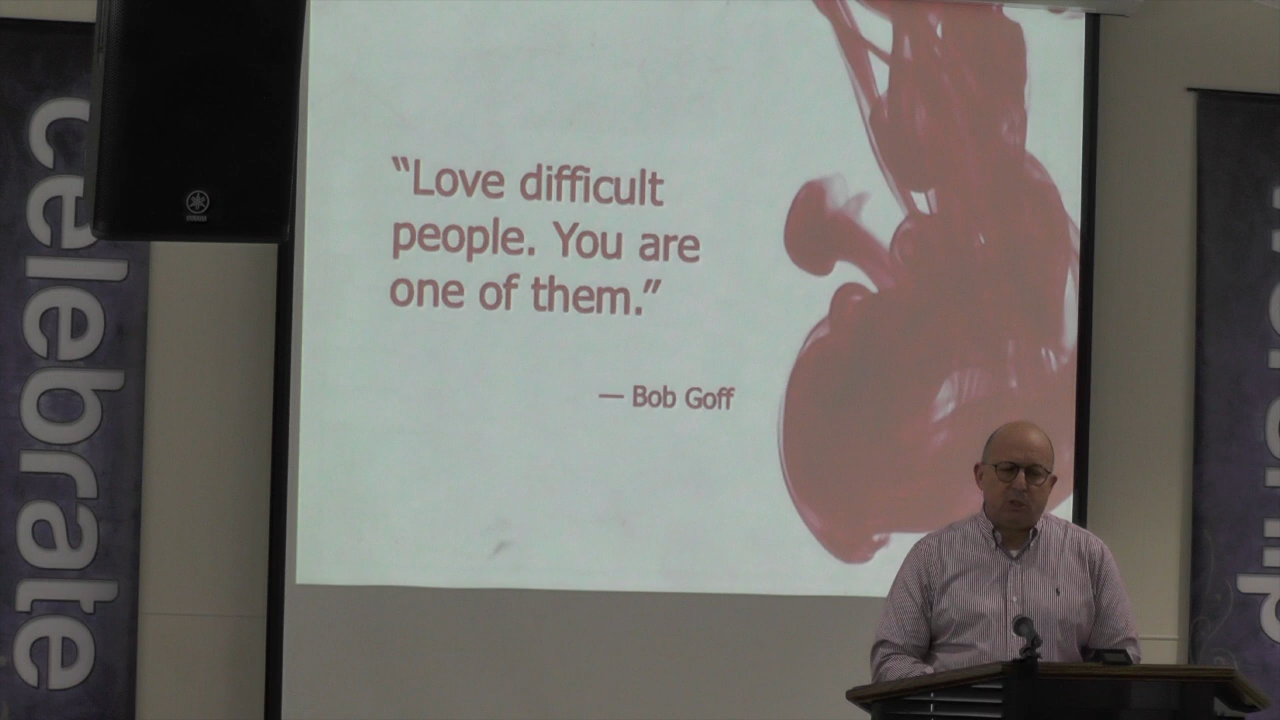 celebrate
“Love difficult
people. You are
one of them.”
— Bob Goff